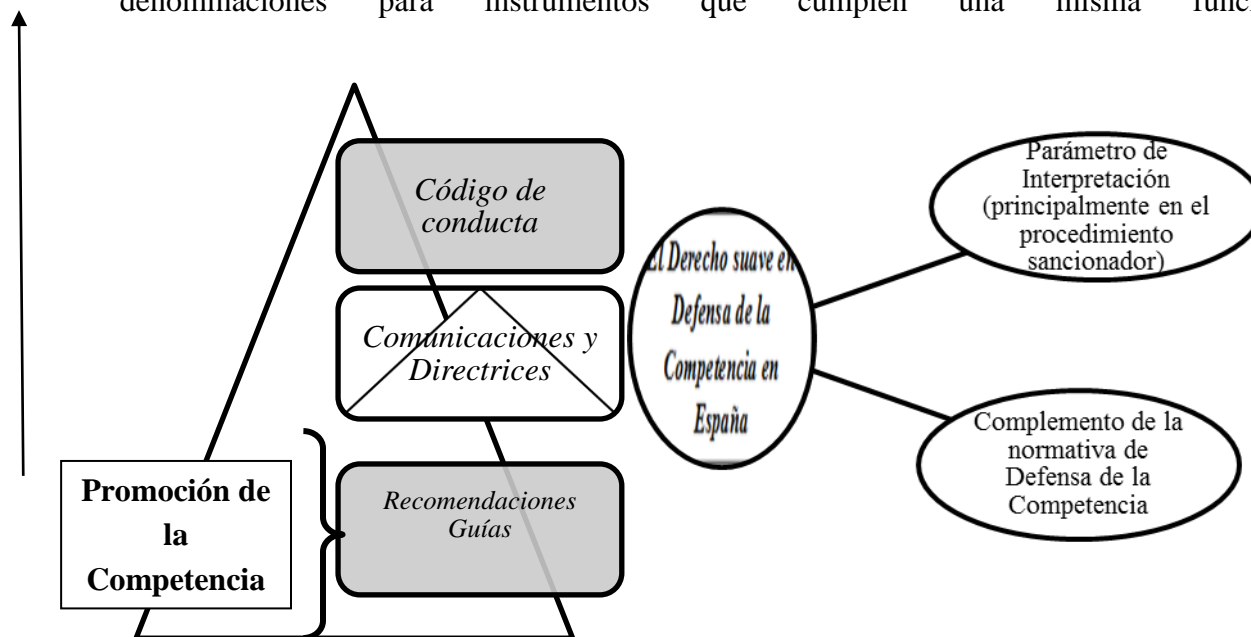 denominaciones para instrumentos que cumplen una misma
Código de
conducta
Comunicaciones y
Directrices
Recomendaciones
Guías
Promoción de
la
Competencia
El Derecho suave en
Defensa de la
Competencia en
España
Parámetro de
Interpretación
(principalmente en el
procedimiento
sancionador)
Complemento de la
normativa de
Defensa de la
Competencia